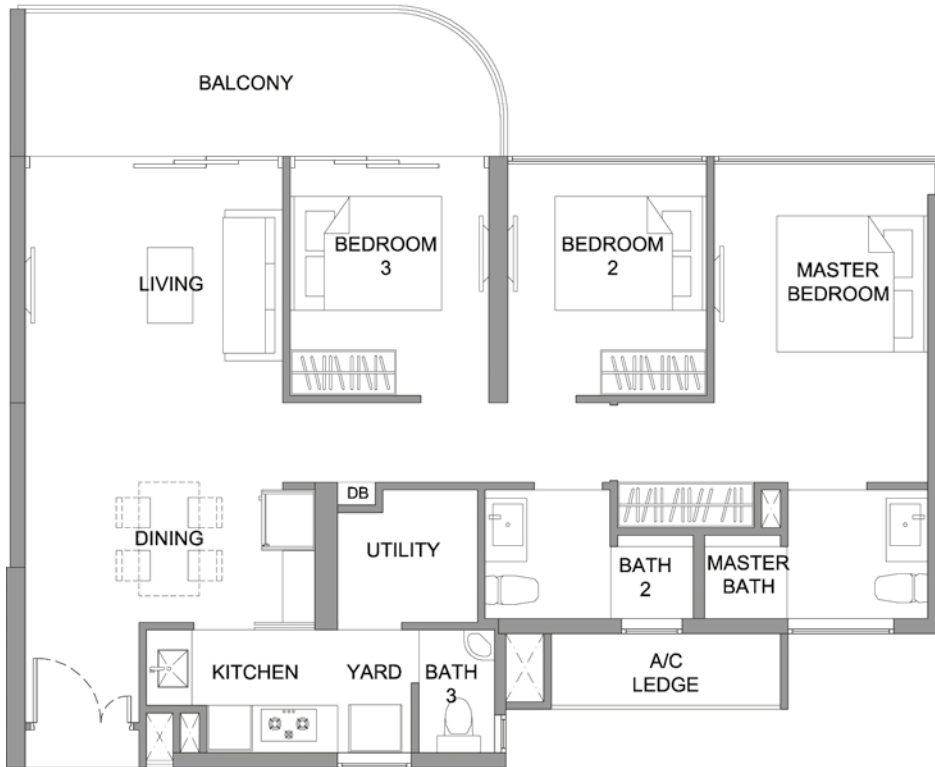 BALCONY
LIVING
BEDROOM
3
BEDROOM
2
MASTER
BEDROOM
DB
DINING
UTILITY
BATH
2
MASTER
BATH
KITCHEN
YARD
BATH
3
A/C
LEDGE